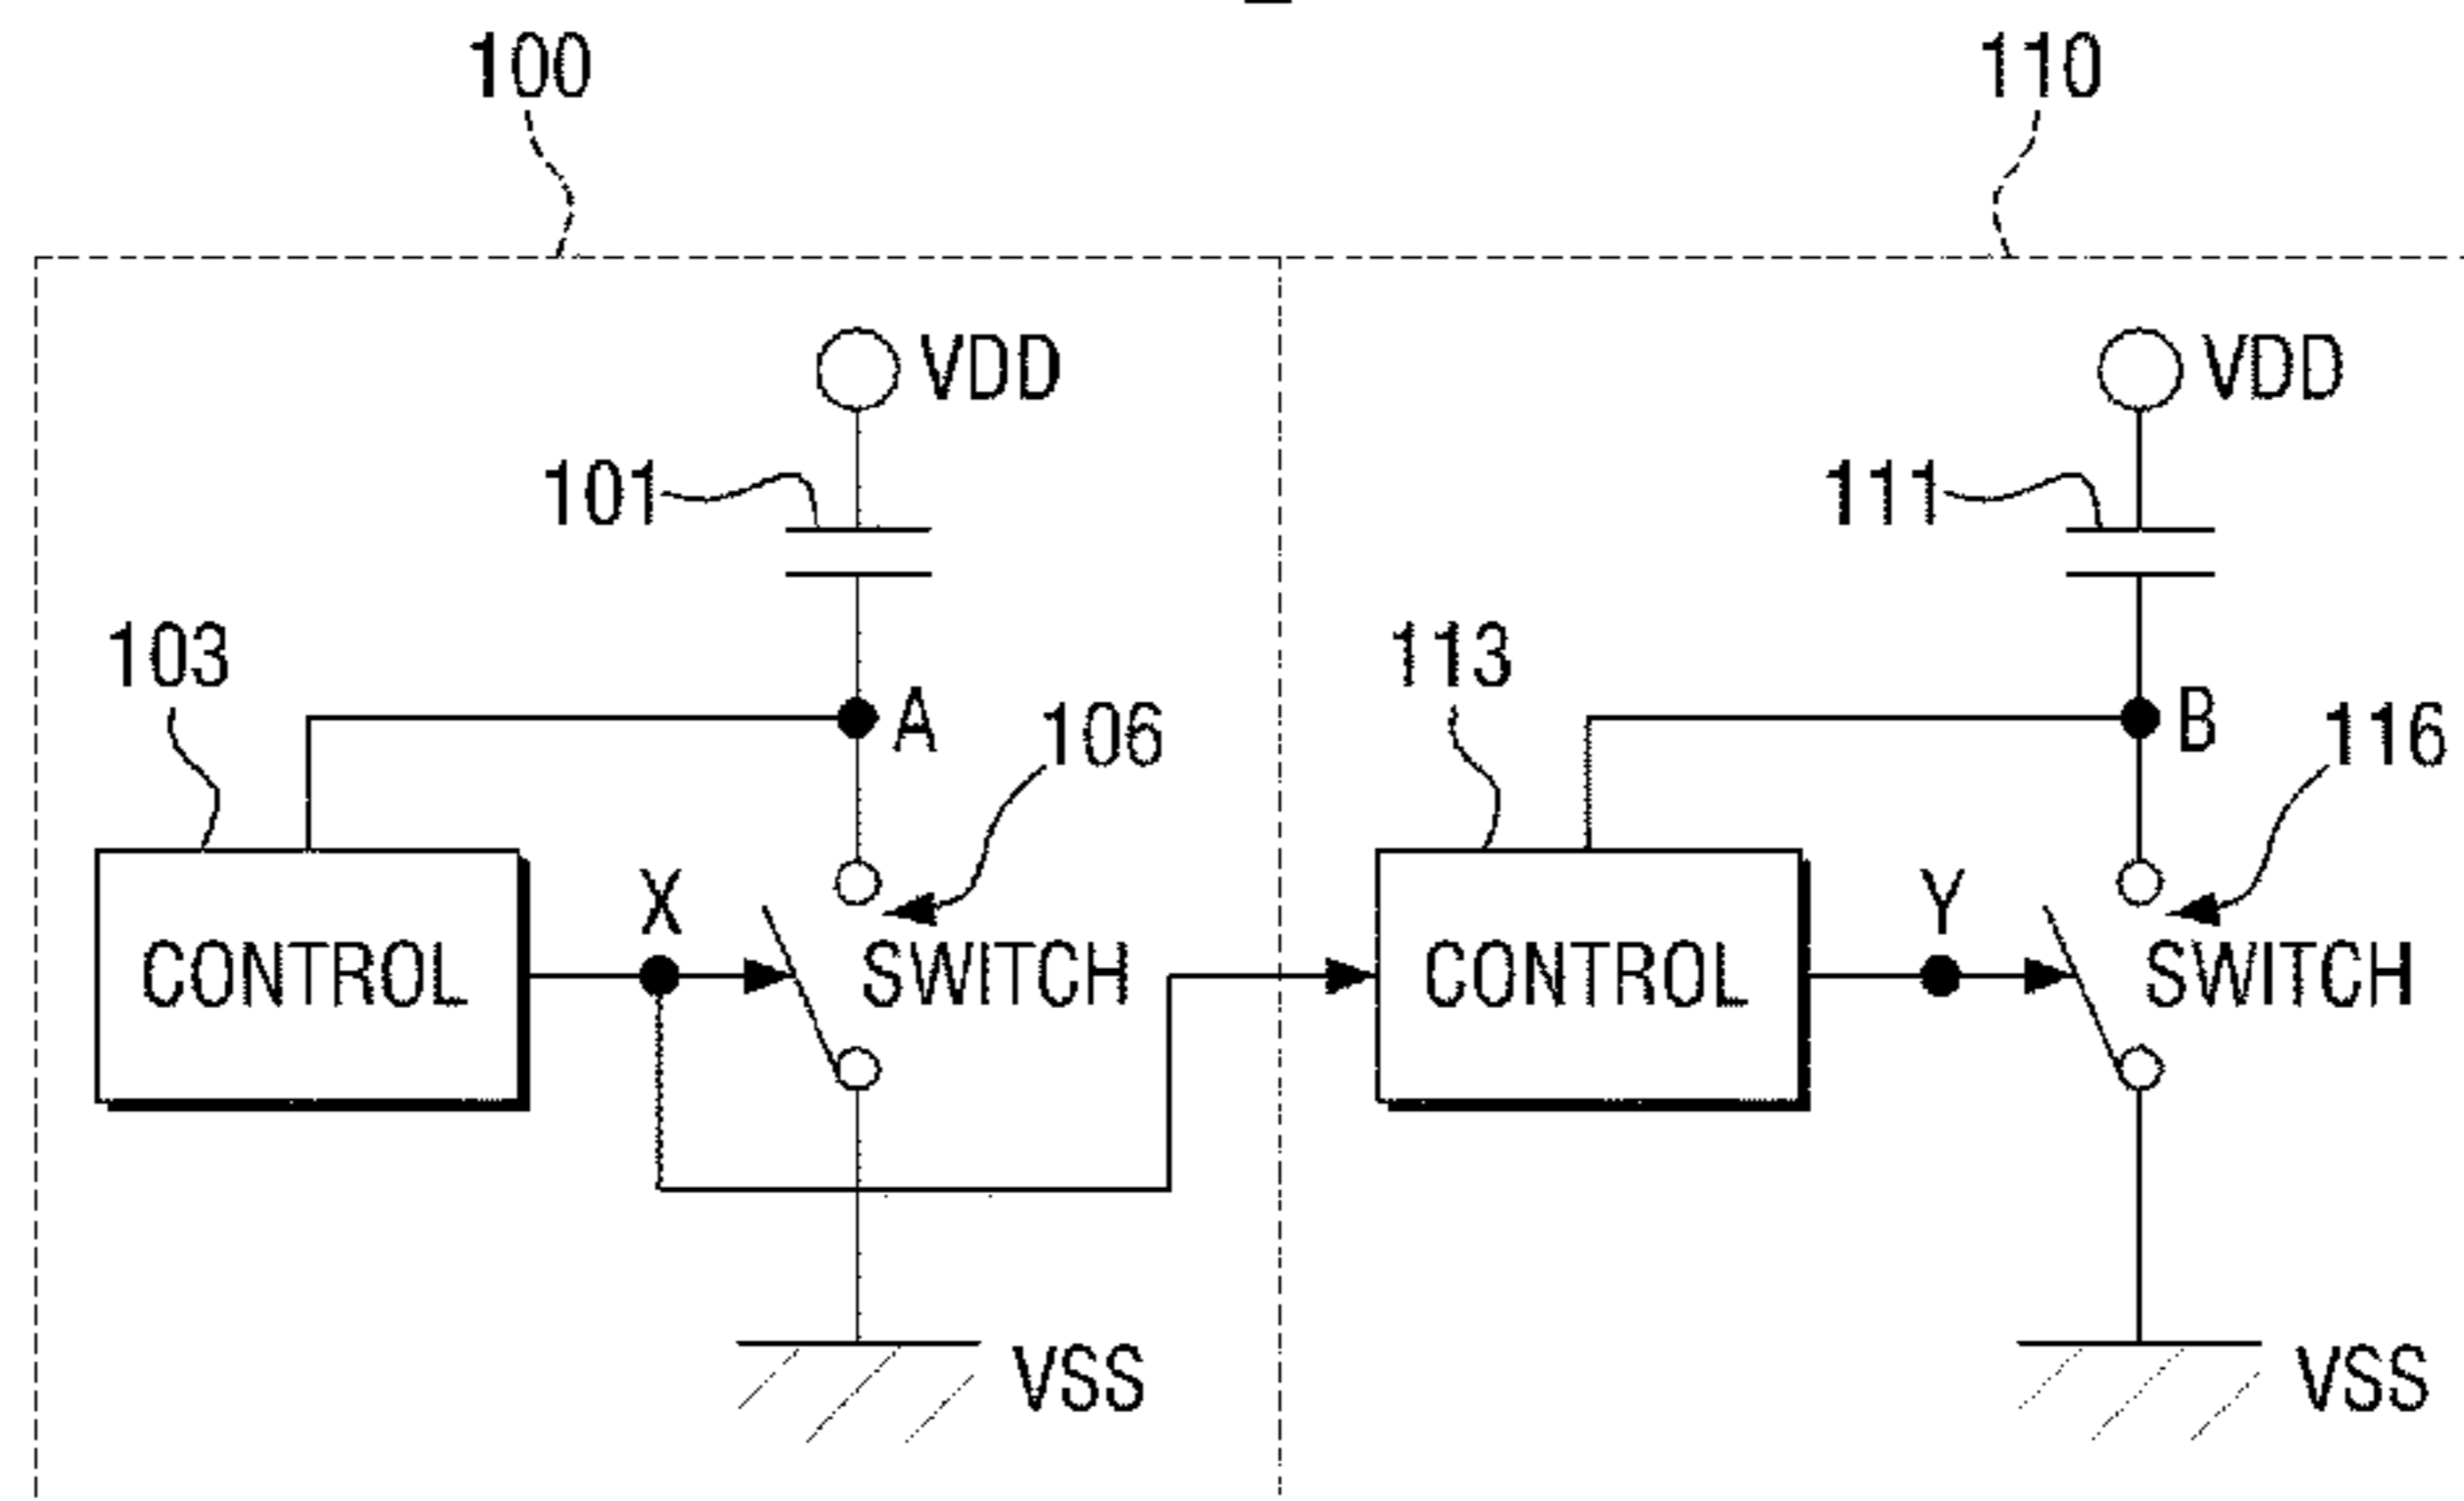 100
110
VDD
VDD
101
111
103
113
A
106
B
116
X
Y
CONTROL
SWITCH
CONTROL
SWITCH
VSS
VSS